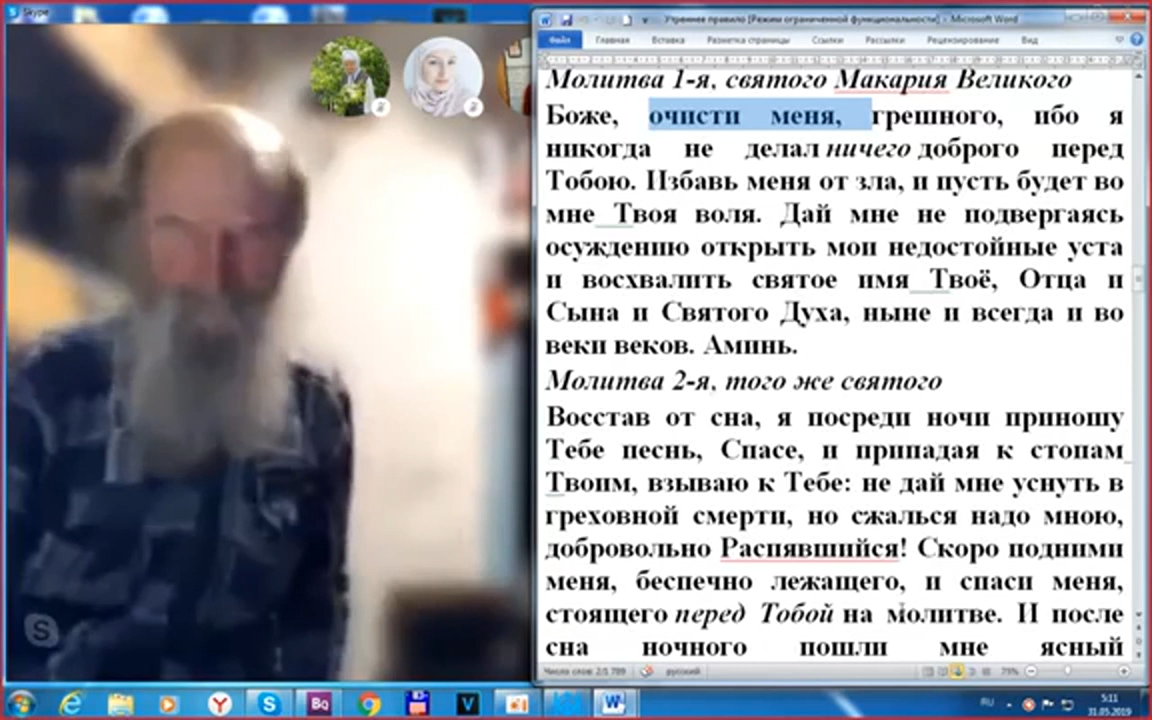 Skype
Утреннее правило [Режим ограниченной функциональности] - Microsoft Word
Файл Главная Вставка Разметка страницы Ссылки Рассылки Рецензирование Вид
Молитва 1-я, святого Макария Великого
Боже, очисти меня, грешного, ибо я
никогда не делал ничего доброго перед
Тобою. Избавь меня от зла, и пусть будет во
мне Твоя воля. Дай мне не подвергаясь
осуждению открыть мои недостойные уста
и восхвалить святое имя Твоё, Отца и
Сына и Святого Духа, ныне и всегда и во
веки веков. Аминь.
Молитва 2-я, того же святого
Восстав от сна, я посреди ночи приношу
Тебе песнь, Спасе, и припадая к стопам
Твоим, взываю к Тебе: не дай мне уснуть в
греховной смерти, но сжалься надо мною,
добровольно Распявшийся! Скоро подними
меня, беспечно лежащего, и спаси меня,
стоящего перед Тобой на молитве. И после
сна ночного пошли мне ясный
Число слов: 2/5 789 русский 79%
RU 5:11
31.05.2019